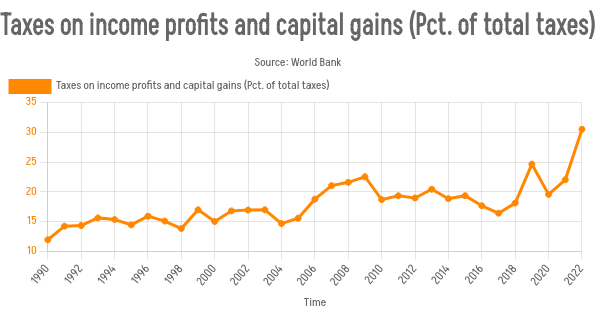 Taxes on income profits and capital gains (Pct. of total taxes)
Source: World Bank
Taxes on income profits and capital gains (Pct. of total taxes)
35
30
25
20
15
10
1990 1992 1994 1996 1998 2000 2002 2004 2006 2008 2010 2012 2014 2016 2018 2020 2022
Time